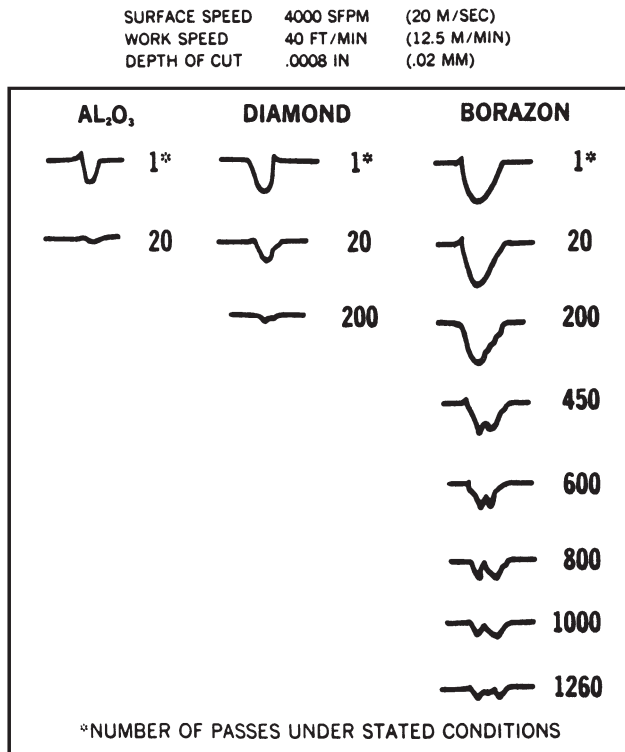 SURFACE SPEED 4000 SFPM (20 M/SEC)
WORK SPEED 40 FT/MIN (12.5 M/MIN)
DEPTH OF CUT .0008 IN (.02 MM)
AL₂O₃ DIAMOND BORAZON
1* 1* 1*
20 20 20
200 200
450
600
800
1000
1260
*NUMBER OF PASSES UNDER STATED CONDITIONS